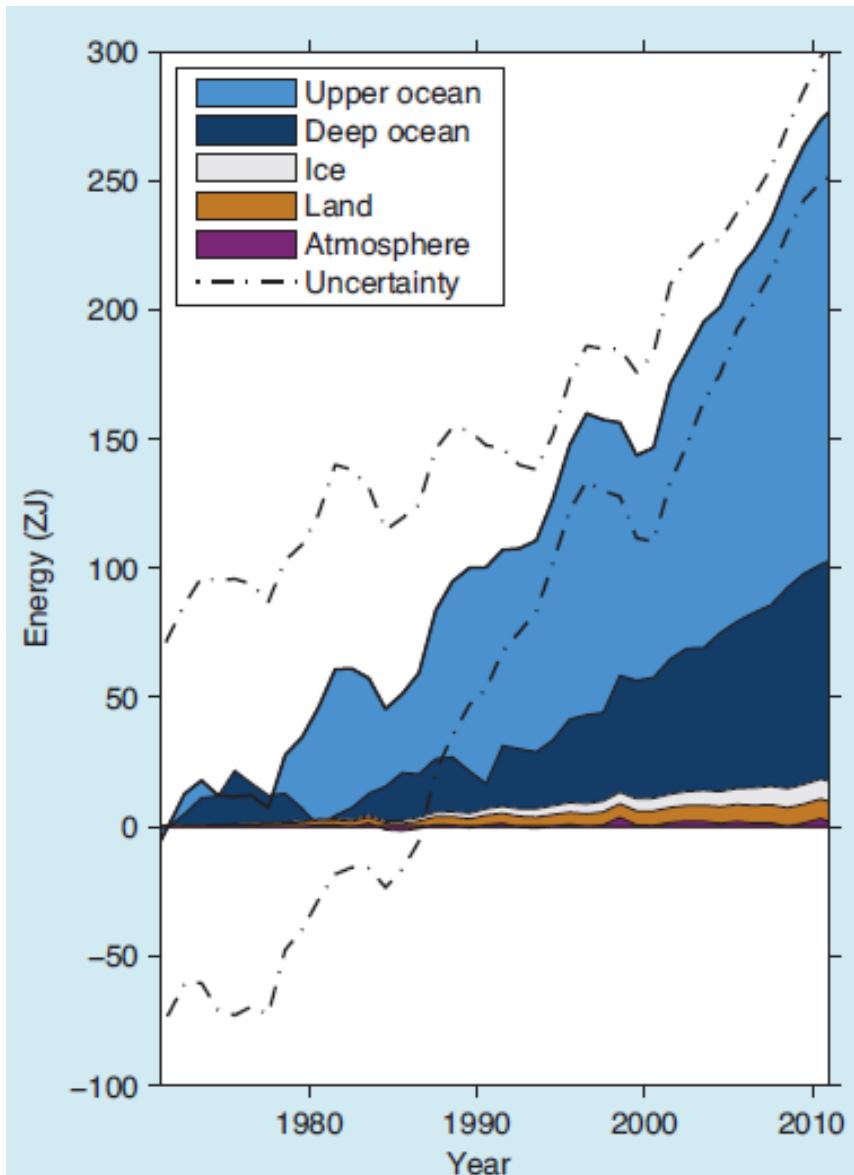 300
250
200
150
100
50
0
−50
−100
Energy (ZJ)
Upper ocean
Deep ocean
Ice
Land
Atmosphere
Uncertainty
1980
1990
2000
2010
Year